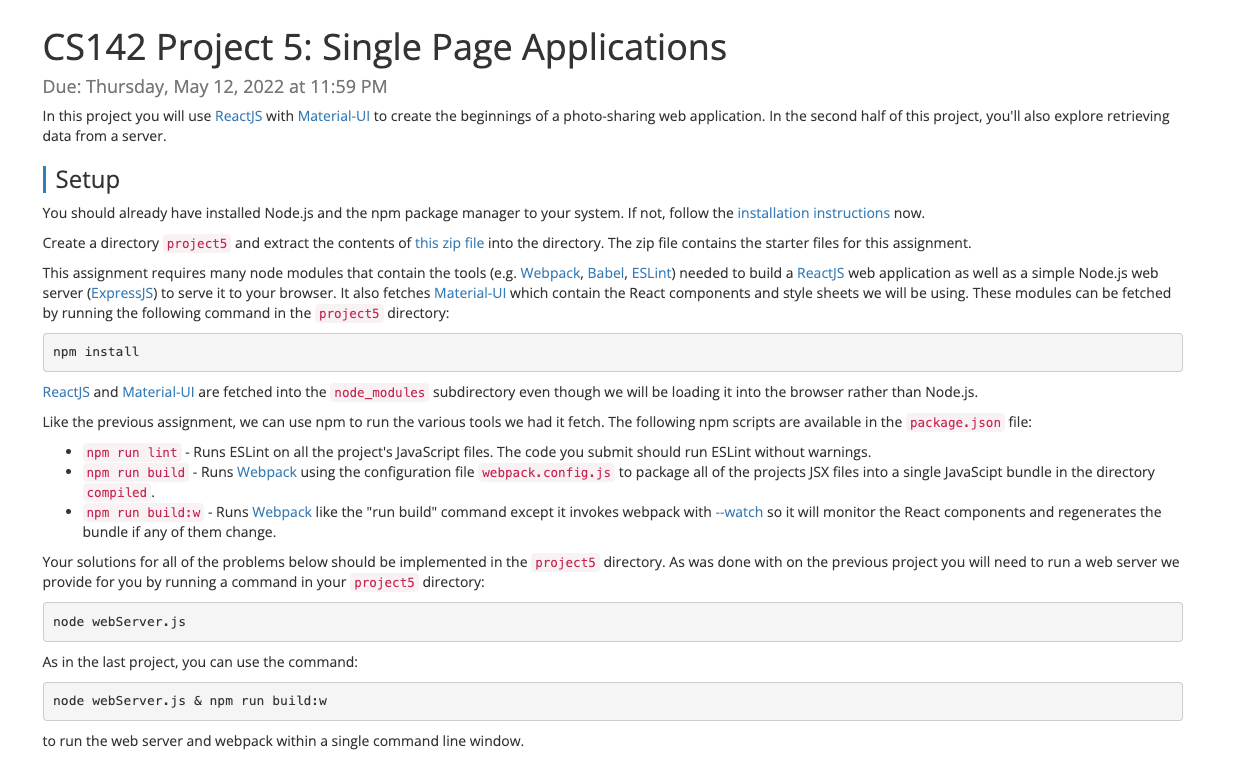 CS142 Project 5: Single Page Applications
Due: Thursday, May 12, 2022 at 11:59 PM
In this project you will use ReactJS with Material-UI to create the beginnings of a photo-sharing web application. In the second half of this project, you'll also explore retrieving
data from a server.
Setup
You should already have installed Node.js and the npm package manager to your system. If not, follow the installation instructions now.
Create a directory project5 and extract the contents of this zip file into the directory. The zip file contains the starter files for this assignment.
This assignment requires many node modules that contain the tools (e.g. Webpack, Babel, ESLint) needed to build a ReactJS web application as well as a simple Node.js web
server (ExpressJS) to serve it to your browser. It also fetches Material-UI which contain the React components and style sheets we will be using. These modules can be fetched
by running the following command in the project5 directory:
npm install
ReactJS and Material-UI are fetched into the node_modules subdirectory even though we will be loading it into the browser rather than Node.js.
Like the previous assignment, we can use npm to run the various tools we had it fetch. The following npm scripts are available in the package.json file:
• npm run lint - Runs ESLint on all the project's JavaScript files. The code you submit should run ESLint without warnings.
• npm run build - Runs Webpack using the configuration file webpack.config.js to package all of the projects JSX files into a single JavaScipt bundle in the directory
compiled.
• npm run build:w - Runs Webpack like the "run build" command except it invokes webpack with --watch so it will monitor the React components and regenerates the
bundle if any of them change.
Your solutions for all of the problems below should be implemented in the project5 directory. As was done with on the previous project you will need to run a web server we
provide for you by running a command in your project5 directory:
node webServer.js
As in the last project, you can use the command:
node webServer.js & npm run build:w
to run the web server and webpack within a single command line window.